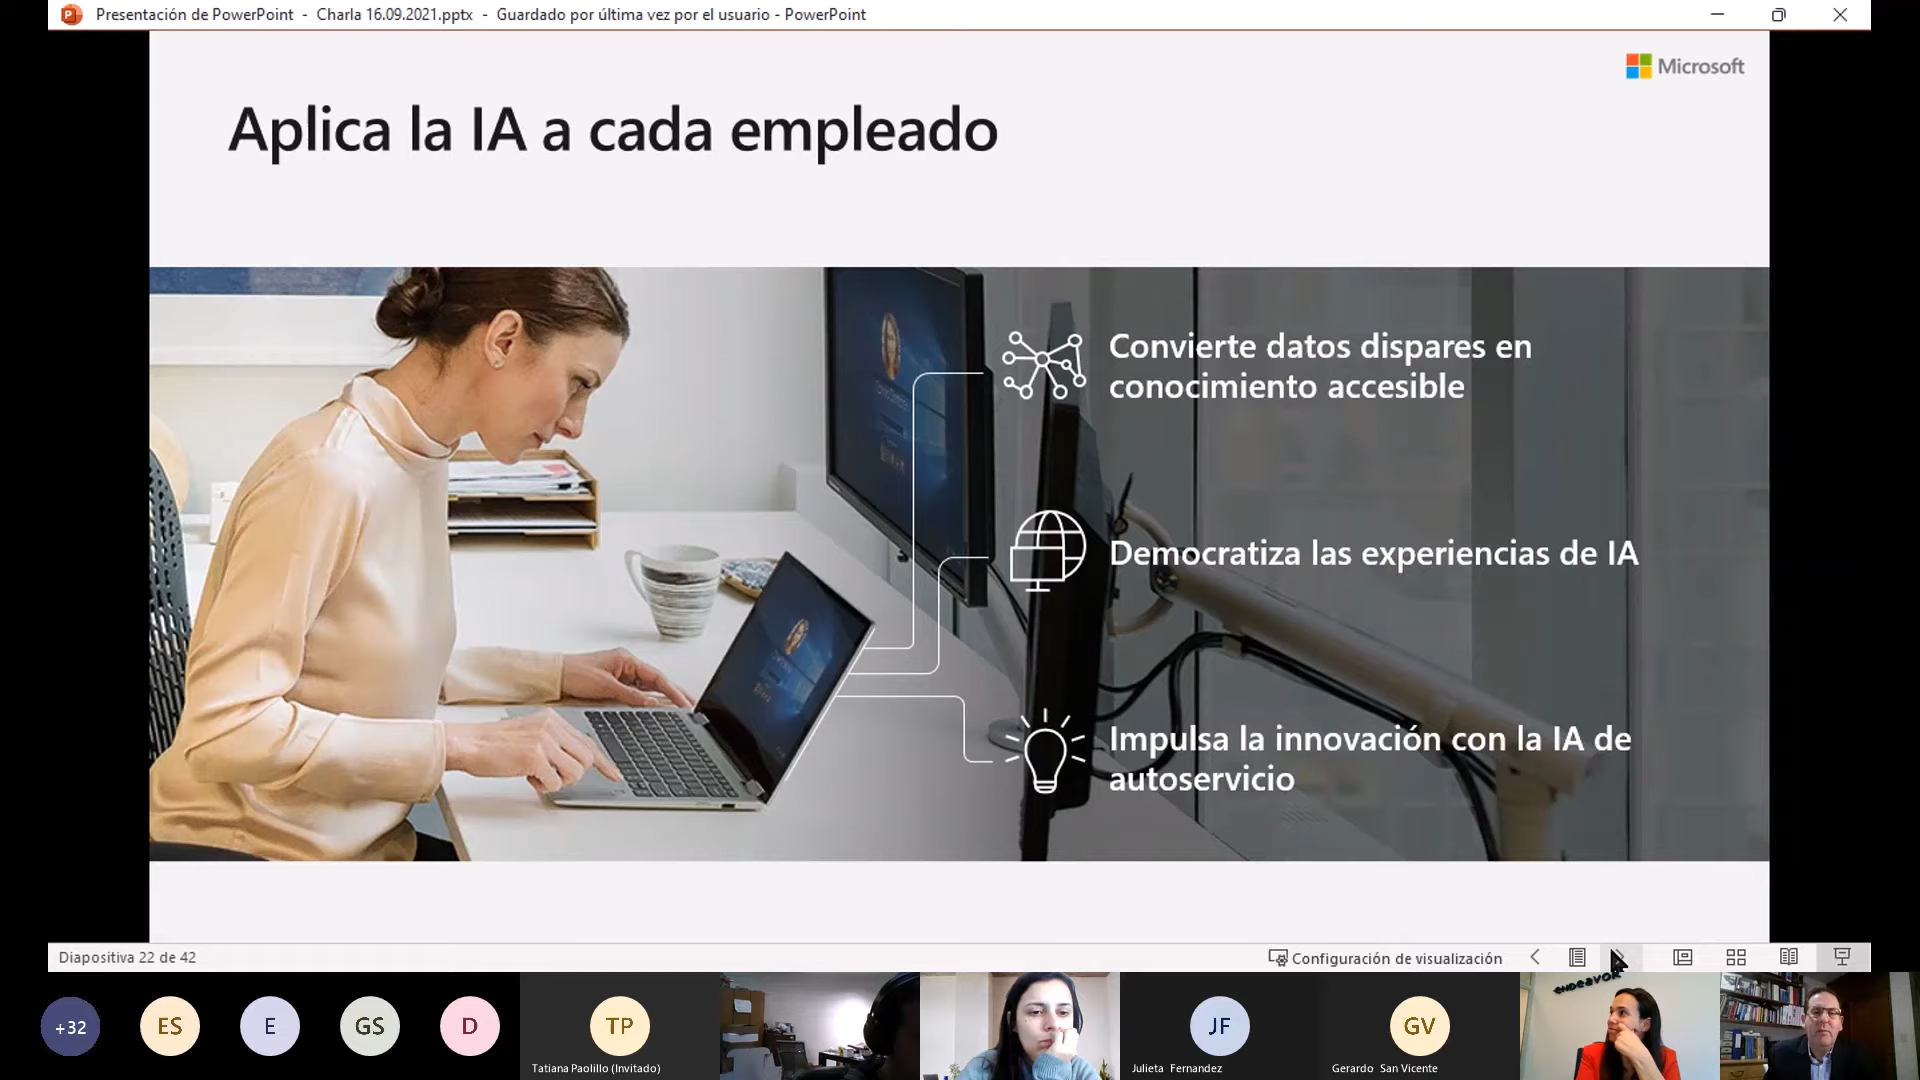 Presentación de PowerPoint - Charla 16.09.2021.pptx - Guardado por última vez por el usuario - PowerPoint
Microsoft
Aplica la IA a cada empleado
Convierte datos dispares en
conocimiento accesible
Democratiza las experiencias de IA
Impulsa la innovación con la IA de
autoservicio
Diapositiva 22 de 42
Configuración de visualización
+32
ES
E
GS
D
TP
Tatiana Paolillo (Invitado)
JF
Julieta Fernandez
GV
Gerardo San Vicente
endeavor